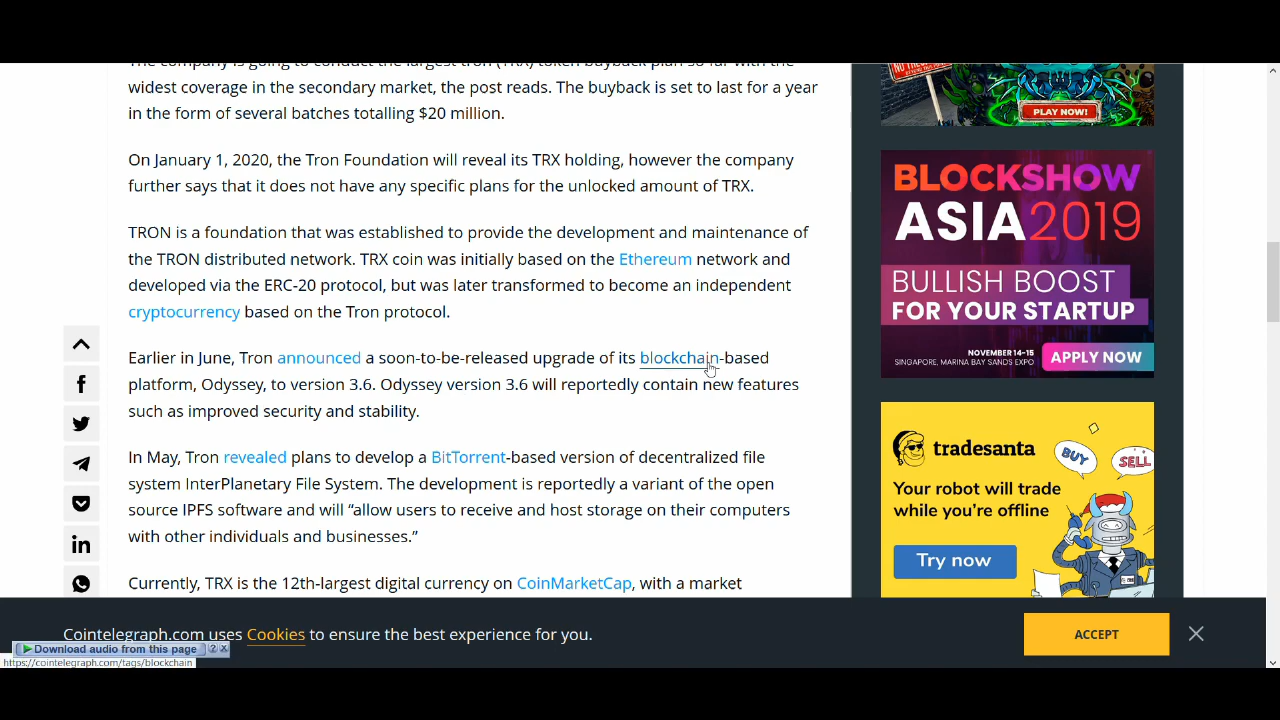 The company is going to conduct the largest tron (TRX) token buyback plan so far with the
widest coverage in the secondary market, the post reads. The buyback is set to last for a year
in the form of several batches totalling $20 million.
On January 1, 2020, the Tron Foundation will reveal its TRX holding, however the company
further says that it does not have any specific plans for the unlocked amount of TRX.
TRON is a foundation that was established to provide the development and maintenance of
the TRON distributed network. TRX coin was initially based on the Ethereum network and
developed via the ERC-20 protocol, but was later transformed to become an independent
cryptocurrency based on the Tron protocol.
Earlier in June, Tron announced a soon-to-be-released upgrade of its blockchain-based
platform, Odyssey, to version 3.6. Odyssey version 3.6 will reportedly contain new features
such as improved security and stability.
In May, Tron revealed plans to develop a BitTorrent-based version of decentralized file
system InterPlanetary File System. The development is reportedly a variant of the open
source IPFS software and will “allow users to receive and host storage on their computers
with other individuals and businesses.”
Currently, TRX is the 12th-largest digital currency on CoinMarketCap, with a market
PLAY NOW!
BLOCKSHOW
ASIA2019
BULLISH BOOST
FOR YOUR STARTUP
NOVEMBER 14-15
SINGAPORE, MARINA BAY SANDS EXPO
APPLY NOW
tradesanta
BUY
SELL
Your robot will trade
while you’re offline
Try now
Cointelegraph.com uses Cookies to ensure the best experience for you.
ACCEPT
Download audio from this page
https://cointelegraph.com/tags/blockchain